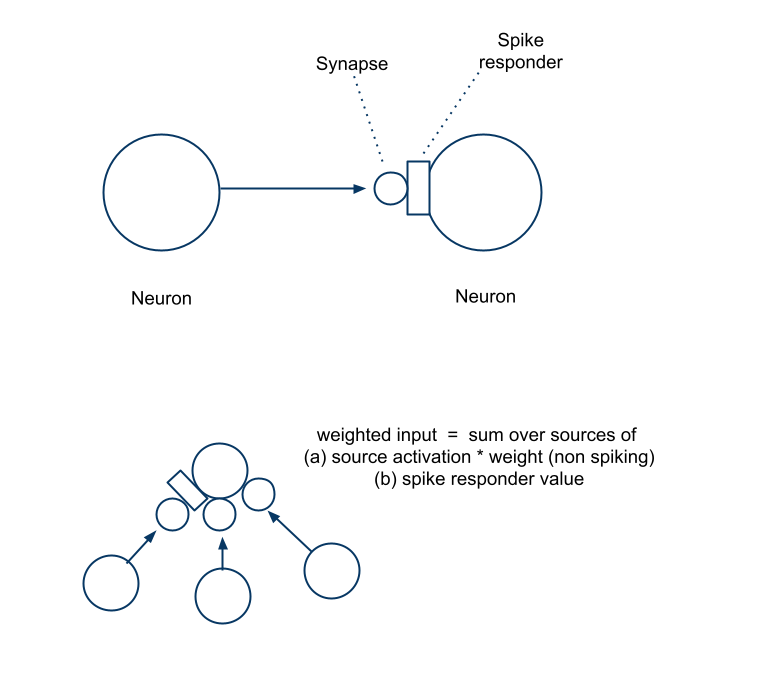 Synapse
Spike
responder
Neuron
Neuron
weighted input  =  sum over sources of
(a) source activation * weight (non spiking)
(b) spike responder value